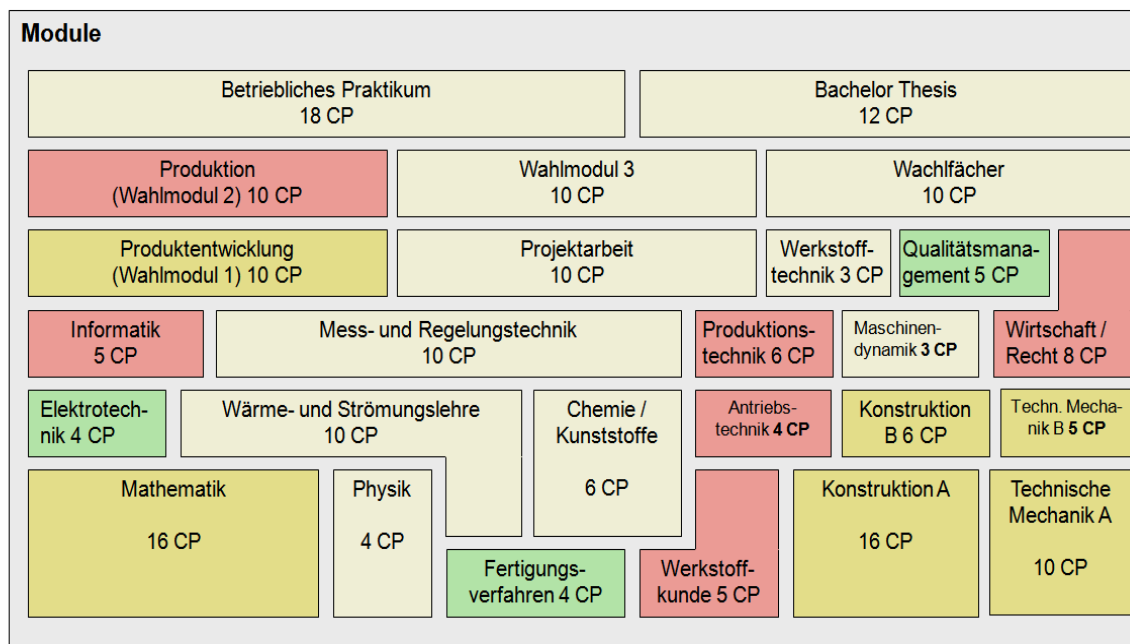 Module
Betriebliches Praktikum
18 CP
Bachelor Thesis
12 CP
Produktion
(Wahlmodul 2) 10 CP
Wahlmodul 3
10 CP
Wachlfächer
10 CP
Produktentwicklung
(Wahlmodul 1) 10 CP
Projektarbeit
10 CP
Werkstoff-
technik 3 CP
Qualitätsmana-
gement 5 CP
Informatik
5 CP
Mess- und Regelungstechnik
10 CP
Produktions-
technik 6 CP
Maschinen-
dynamik 3 CP
Wirtschaft /
Recht 8 CP
Elektrotech-
nik 4 CP
Wärme- und Strömungslehre
10 CP
Chemie /
Kunststoffe
6 CP
Antriebs-
technik 4 CP
Konstruktion
B 6 CP
Techn. Mecha-
nik B 5 CP
Mathematik
16 CP
Physik
4 CP
Fertigungs-
verfahren 4 CP
Werkstoff-
kunde 5 CP
Konstruktion A
16 CP
Technische
Mechanik A
10 CP